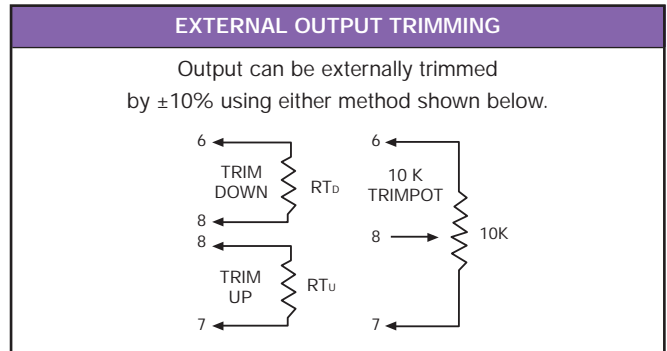 EXTERNAL OUTPUT TRIMMING
Output can be externally trimmed
by ±10% using either method shown below.
6
TRIM
DOWN
RTD
8
8
TRIM
UP
RTU
7
6
10 K
TRIMPOT
8
10K
7